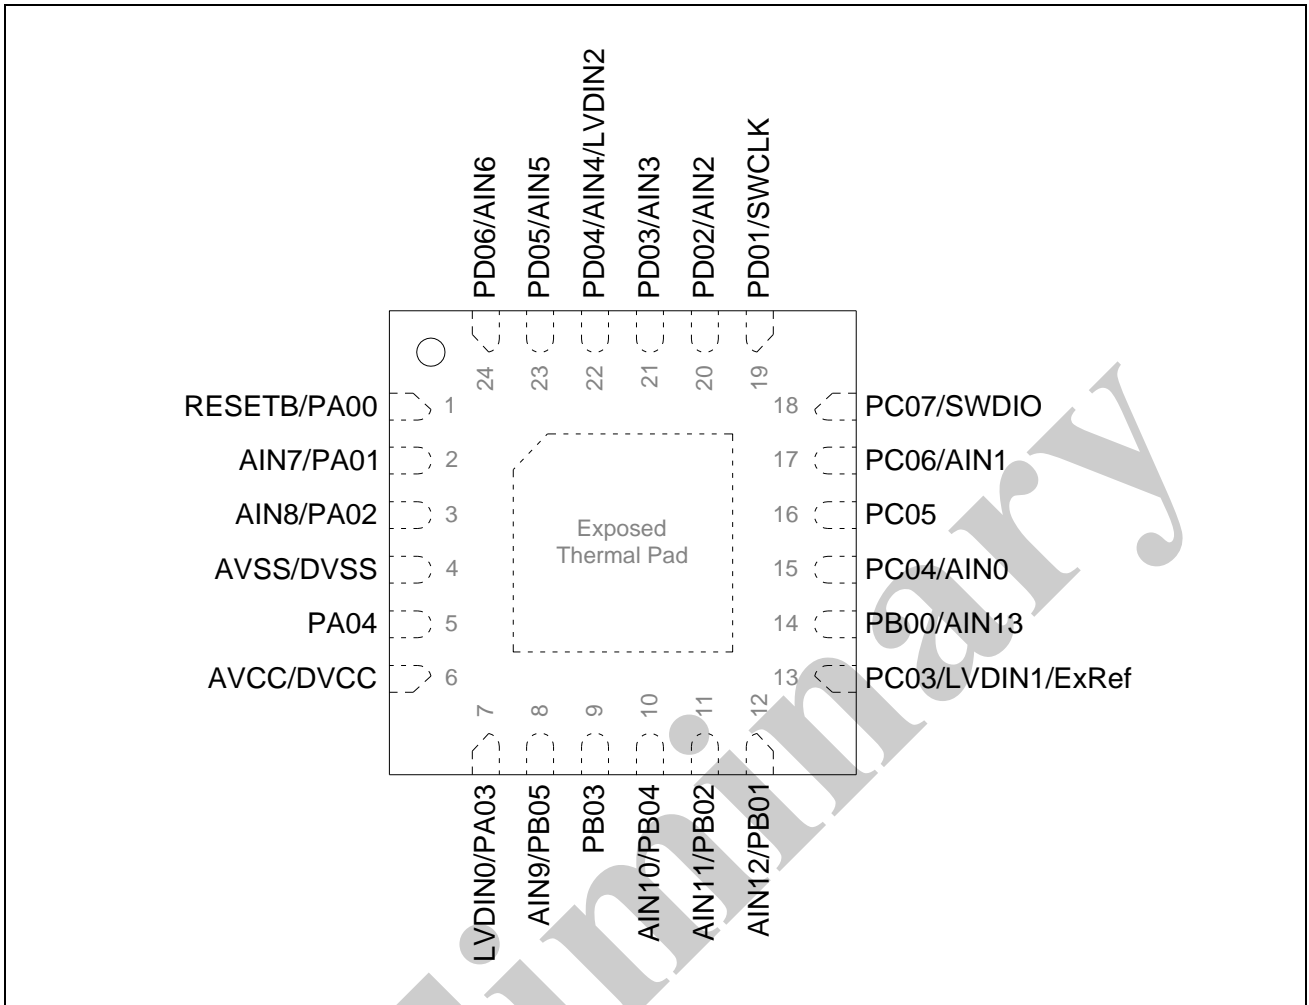 PD06/AIN6
PD05/AIN5
PD04/AIN4/LVDIN2
PD03/AIN3
PD02/AIN2
PD01/SWCLK
24
23
22
21
20
19
RESETB/PA00
1
18
PC07/SWDIO
AIN7/PA01
2
17
PC06/AIN1
AIN8/PA02
3
16
PC05
Exposed
Thermal Pad
AVSS/DVSS
4
15
PC04/AIN0
PA04
5
14
PB00/AIN13
AVCC/DVCC
6
13
PC03/LVDIN1/ExRef
7
8
9
10
11
12
LVDIN0/PA03
AIN9/PB05
PB03
AIN10/PB04
AIN11/PB02
AIN12/PB01